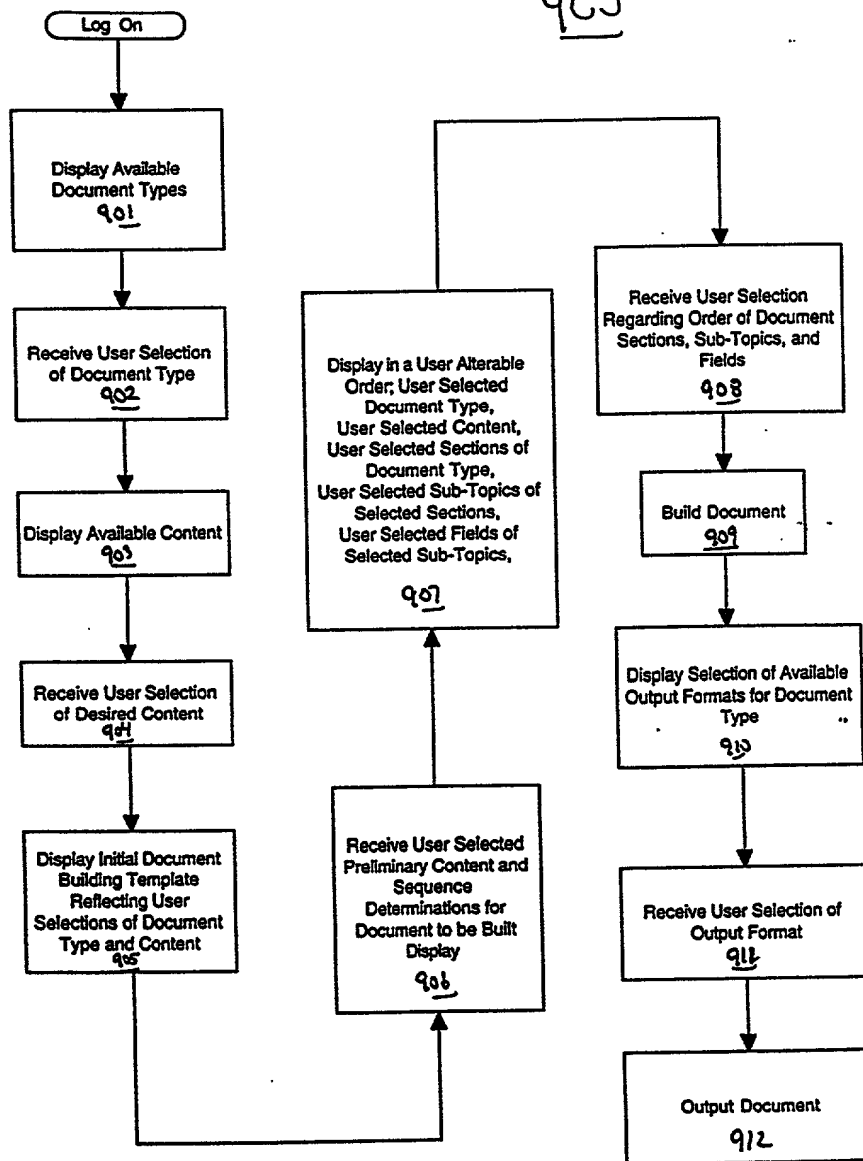 Log On
Display Available
Document Types
901
Receive User Selection
of Document Type
902
Display Available Content
903
Receive User Selection
of Desired Content
904
Display Initial Document
Building Template
Reflecting User
Selections of Document
Type and Content
905
Receive User Selected
Preliminary Content and
Sequence
Determinations for
Document to be Built
Display
906
Display in a User Alterable
Order; User Selected
Document Type,
User Selected Content,
User Selected Sections of
Document Type,
User Selected Sub-Topics of
Selected Sections,
User Selected Fields of
Selected Sub-Topics,
907
Receive User Selection
Regarding Order of Document
Sections, Sub-Topics, and
Fields
908
Build Document
909
Display Selection of Available
Output Formats for Document
Type
910
Receive User Selection of
Output Format
911
Output Document
912